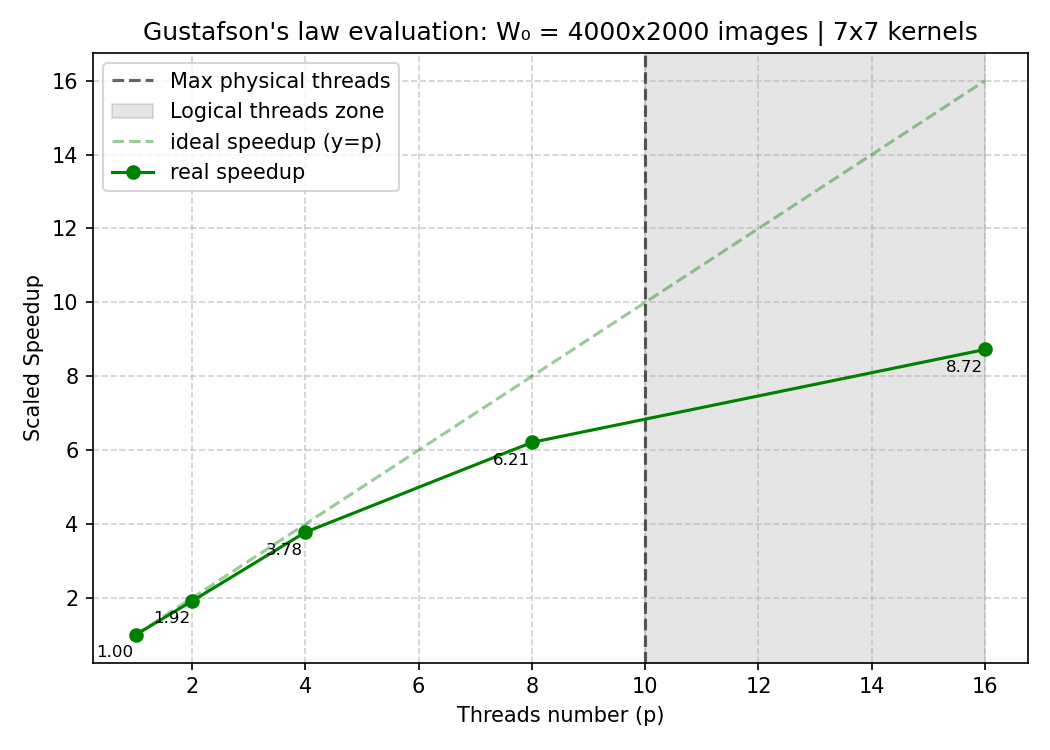 Gustafson's law evaluation: W₀ = 4000x2000 images | 7x7 kernels
Max physical threads
Logical threads zone
ideal speedup (y=p)
real speedup
Scaled Speedup
16
14
12
10
8
6
4
2
1.00
1.92
3.78
6.21
8.72
2 4 6 8 10 12 14 16
Threads number (p)